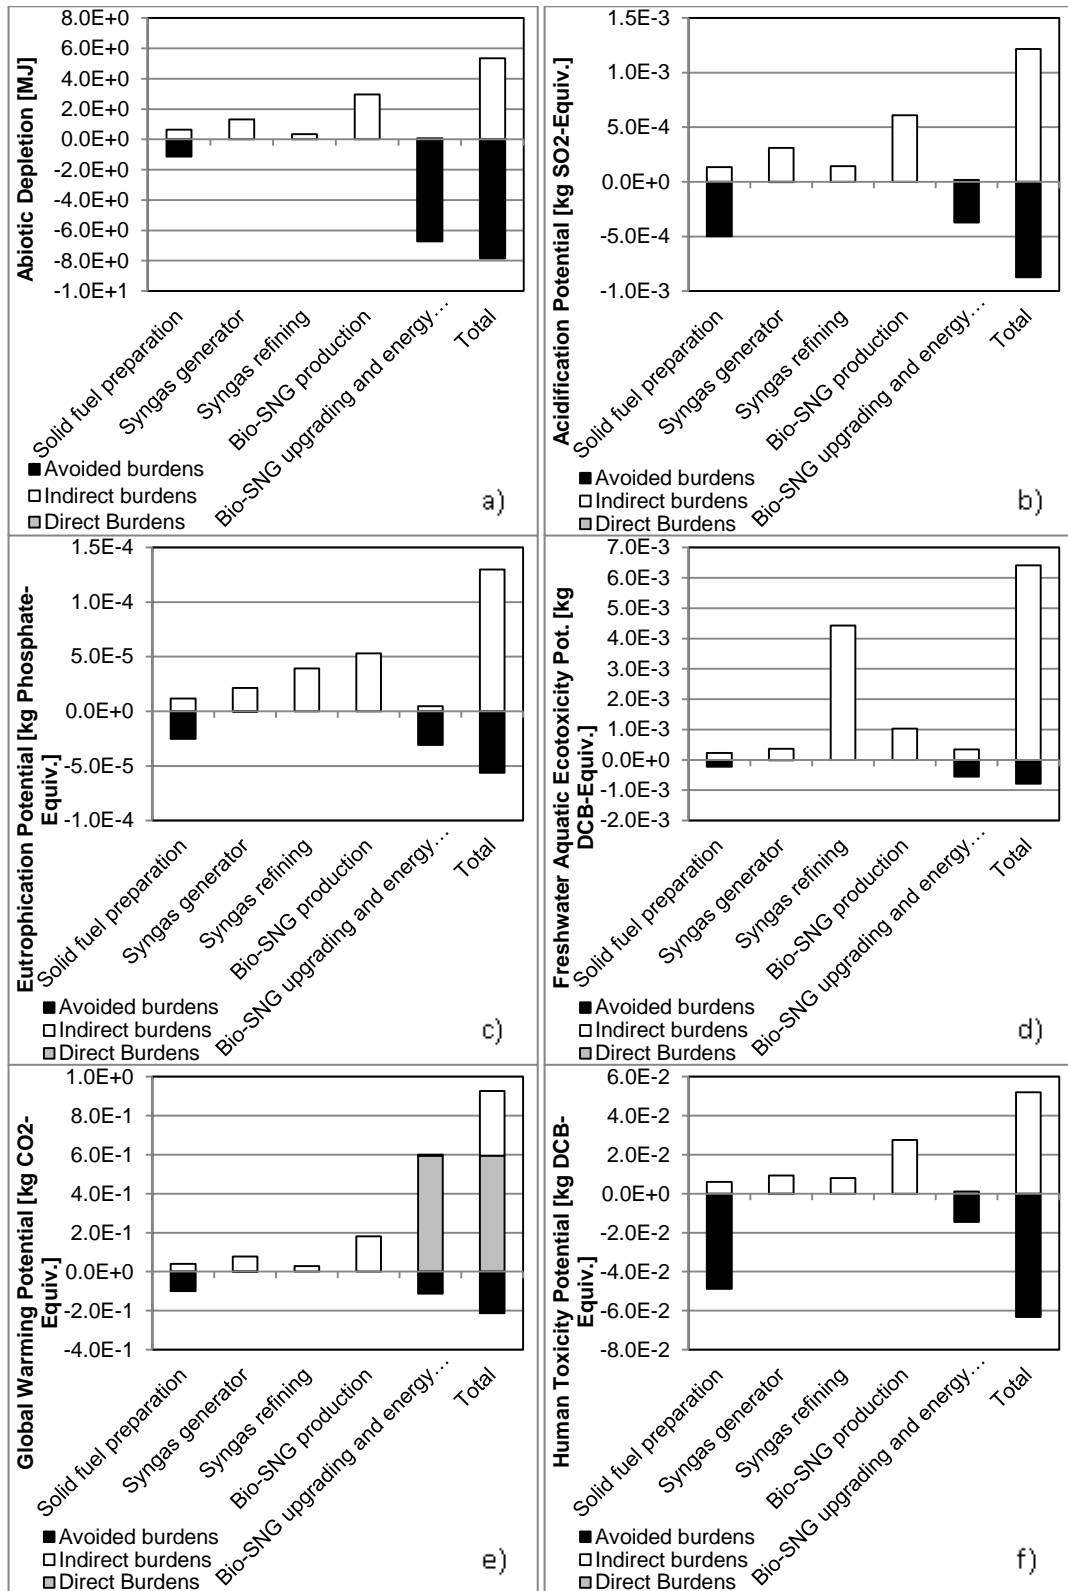 Abiotic Depletion [MJ]
8.0E+0
6.0E+0
4.0E+0
2.0E+0
0.0E+0
-2.0E+0
-4.0E+0
-6.0E+0
-8.0E+0
-1.0E+1
Solid fuel preparation
Syngas generator
Syngas refining
Bio-SNG production
Bio-SNG upgrading and energy…
Total
Avoided burdens
Indirect burdens
Direct Burdens
a)
Acidification Potential [kg SO2-Equiv.]
1.5E-3
1.0E-3
5.0E-4
0.0E+0
-5.0E-4
-1.0E-3
Solid fuel preparation
Syngas generator
Syngas refining
Bio-SNG production
Bio-SNG upgrading and energy…
Total
Avoided burdens
Indirect burdens
Direct Burdens
b)
Eutrophication Potential [kg Phosphate-
Equiv.]
1.5E-4
1.0E-4
5.0E-5
0.0E+0
-5.0E-5
-1.0E-4
Solid fuel preparation
Syngas generator
Syngas refining
Bio-SNG production
Bio-SNG upgrading and energy…
Total
Avoided burdens
Indirect burdens
Direct Burdens
c)
Freshwater Aquatic Ecotoxicity Pot. [kg
DCB-Equiv.]
7.0E-3
6.0E-3
5.0E-3
4.0E-3
3.0E-3
2.0E-3
1.0E-3
0.0E+0
-1.0E-3
-2.0E-3
Solid fuel preparation
Syngas generator
Syngas refining
Bio-SNG production
Bio-SNG upgrading and energy…
Total
Avoided burdens
Indirect burdens
Direct Burdens
d)
Global Warming Potential [kg CO2-
Equiv.]
1.0E+0
8.0E-1
6.0E-1
4.0E-1
2.0E-1
0.0E+0
-2.0E-1
-4.0E-1
Solid fuel preparation
Syngas generator
Syngas refining
Bio-SNG production
Bio-SNG upgrading and energy…
Total
Avoided burdens
Indirect burdens
Direct Burdens
e)
Human Toxicity Potential [kg DCB-
Equiv.]
6.0E-2
4.0E-2
2.0E-2
0.0E+0
-2.0E-2
-4.0E-2
-6.0E-2
-8.0E-2
Solid fuel preparation
Syngas generator
Syngas refining
Bio-SNG production
Bio-SNG upgrading and energy…
Total
Avoided burdens
Indirect burdens
Direct Burdens
f)